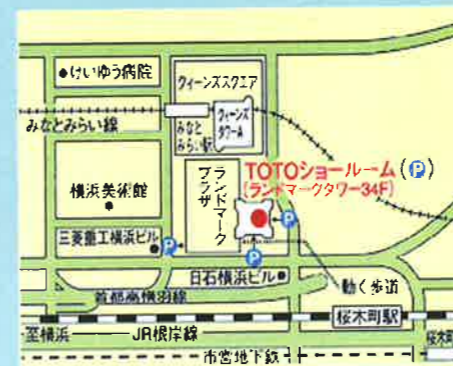 ●けいゆう病院
クィーンズスクエア
クィーンズ
タワーA
みなと
みらい駅
みなとみらい線
TOTOショールーム(P)
(ランドマークタワー34F)
ランドマーク
プラザ
横浜美術館
三菱重工横浜ビル
P
P
P
日石横浜ビル
動く歩道
首都高横羽線
桜木町駅
至横浜
JR根岸線
桜木町
市営地下鉄